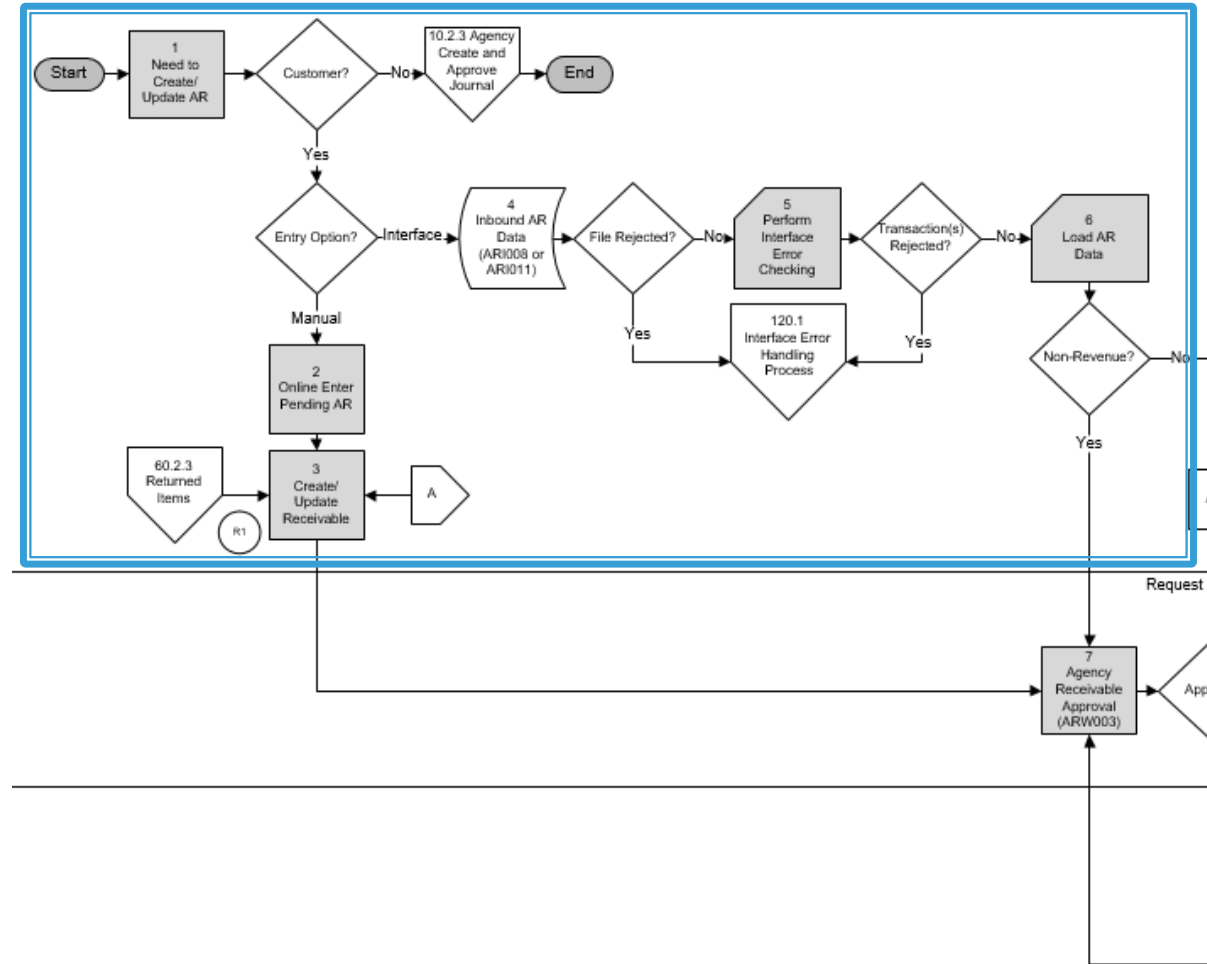 Start
1
Need to
Create/
Update AR
Customer?
No
10.2.3 Agency
Create and
Approve
Journal
End
Yes
Entry Option?
Interface
4
Inbound AR
Data
(ARI008 or
ARI011)
File Rejected?
No
5
Perform
Interface
Error
Checking
Transaction(s)
Rejected?
No
6
Load AR
Data
Manual
Yes
120.1
Interface Error
Handling
Process
Yes
Non-Revenue?
No
2
Online Enter
Pending AR
Yes
60.2.3
Returned
Items
R1
3
Create/
Update
Receivable
A
Request
7
Agency
Receivable
Approval
(ARW003)
App